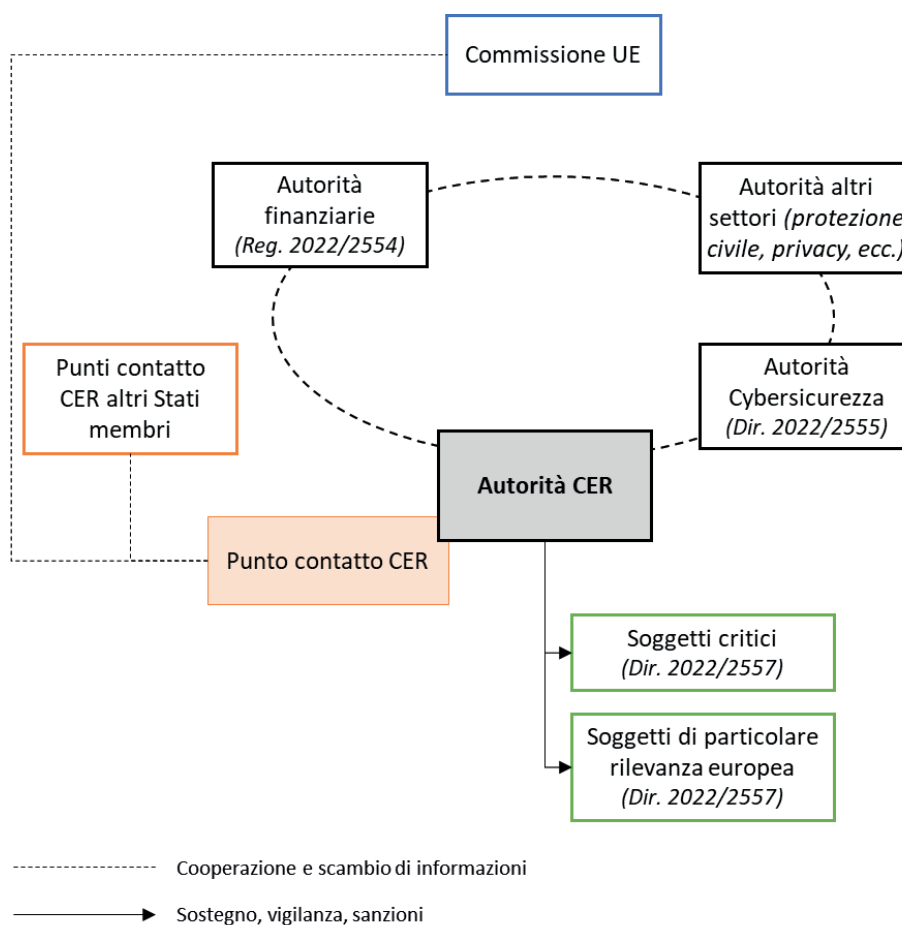 Commissione UE
Autorità
finanziarie
(Reg. 2022/2554)
Autorità altri
settori (protezione
civile, privacy, ecc.)
Punti contatto
CER altri Stati
membri
Autorità
Cybersicurezza
(Dir. 2022/2555)
Autorità CER
Punto contatto CER
Soggetti critici
(Dir. 2022/2557)
Soggetti di particolare
rilevanza europea
(Dir. 2022/2557)
Cooperazione e scambio di informazioni
Sostegno, vigilanza, sanzioni